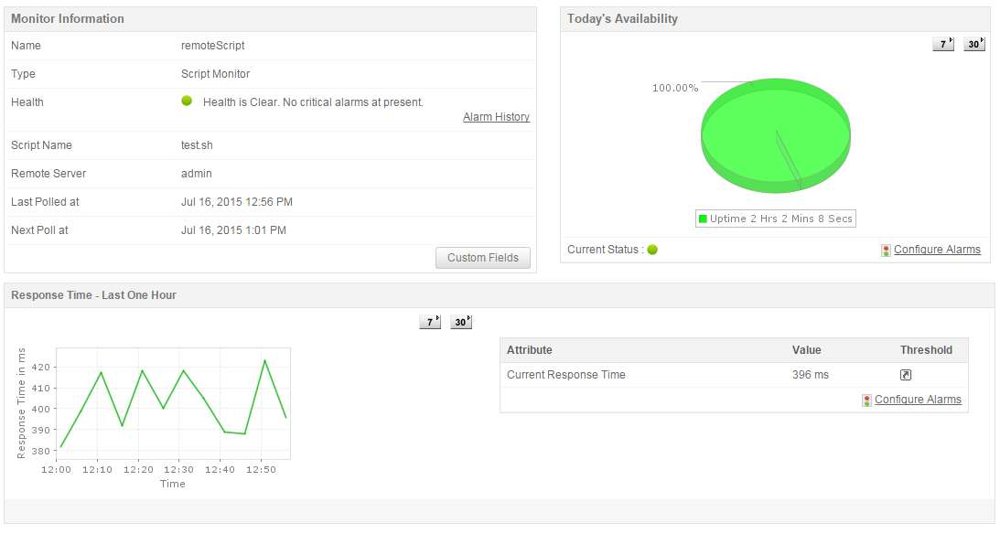 Monitor Information
Name remoteScript
Type Script Monitor
Health Health is Clear. No critical alarms at present.
Alarm History
Script Name test.sh
Remote Server admin
Last Polled at Jul 16, 2015 12:56 PM
Next Poll at Jul 16, 2015 1:01 PM
Custom Fields
Today's Availability
7 30
100.00%
Uptime 2 Hrs 2 Mins 8 Secs
Current Status : Configure Alarms
Response Time - Last One Hour
7 30
Response Time in ms
420
410
400
390
380
12:00 12:10 12:20 12:30 12:40 12:50
Time
Attribute Value Threshold
Current Response Time 396 ms
Configure Alarms